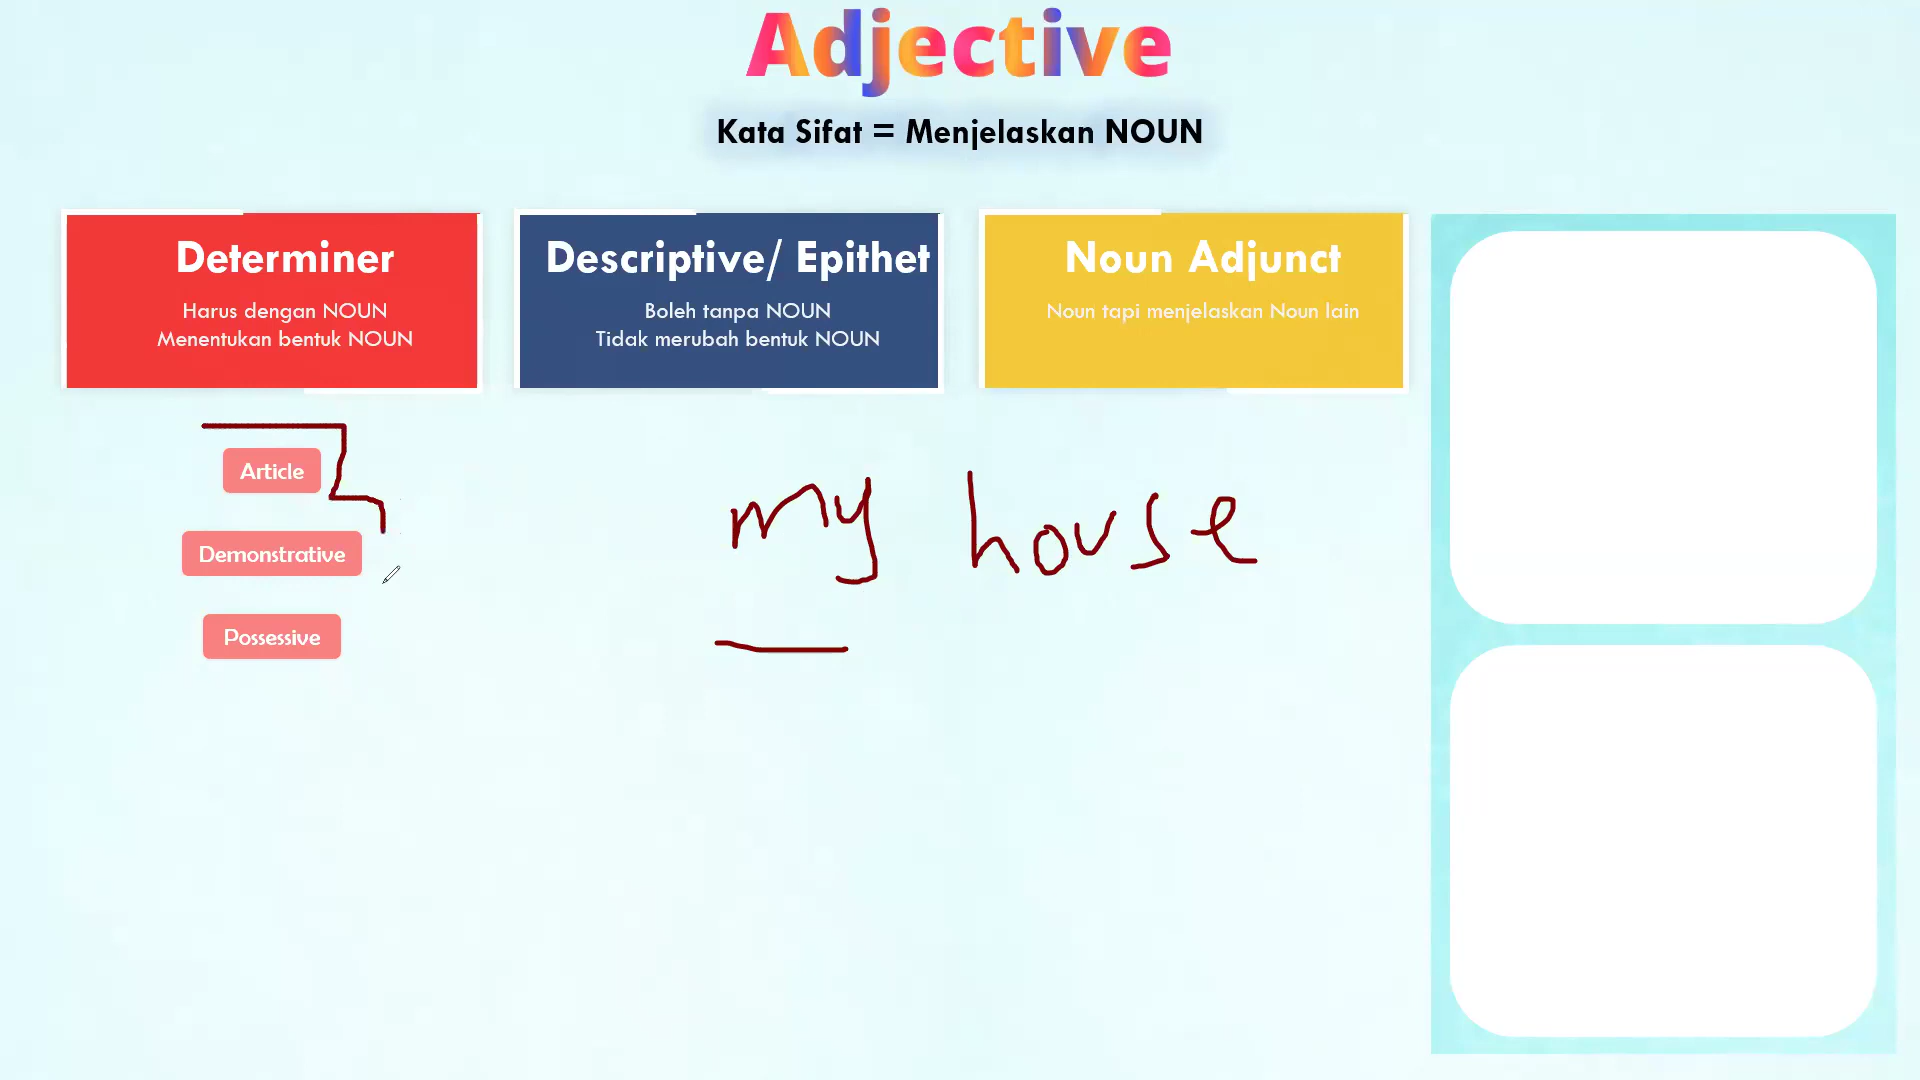 Adjective
Kata Sifat = Menjelaskan NOUN
Determiner
Harus dengan NOUN
Menentukan bentuk NOUN
Descriptive/ Epithet
Boleh tanpa NOUN
Tidak merubah bentuk NOUN
Noun Adjunct
Noun tapi menjelaskan Noun lain
Article
Demonstrative
Possessive
my house